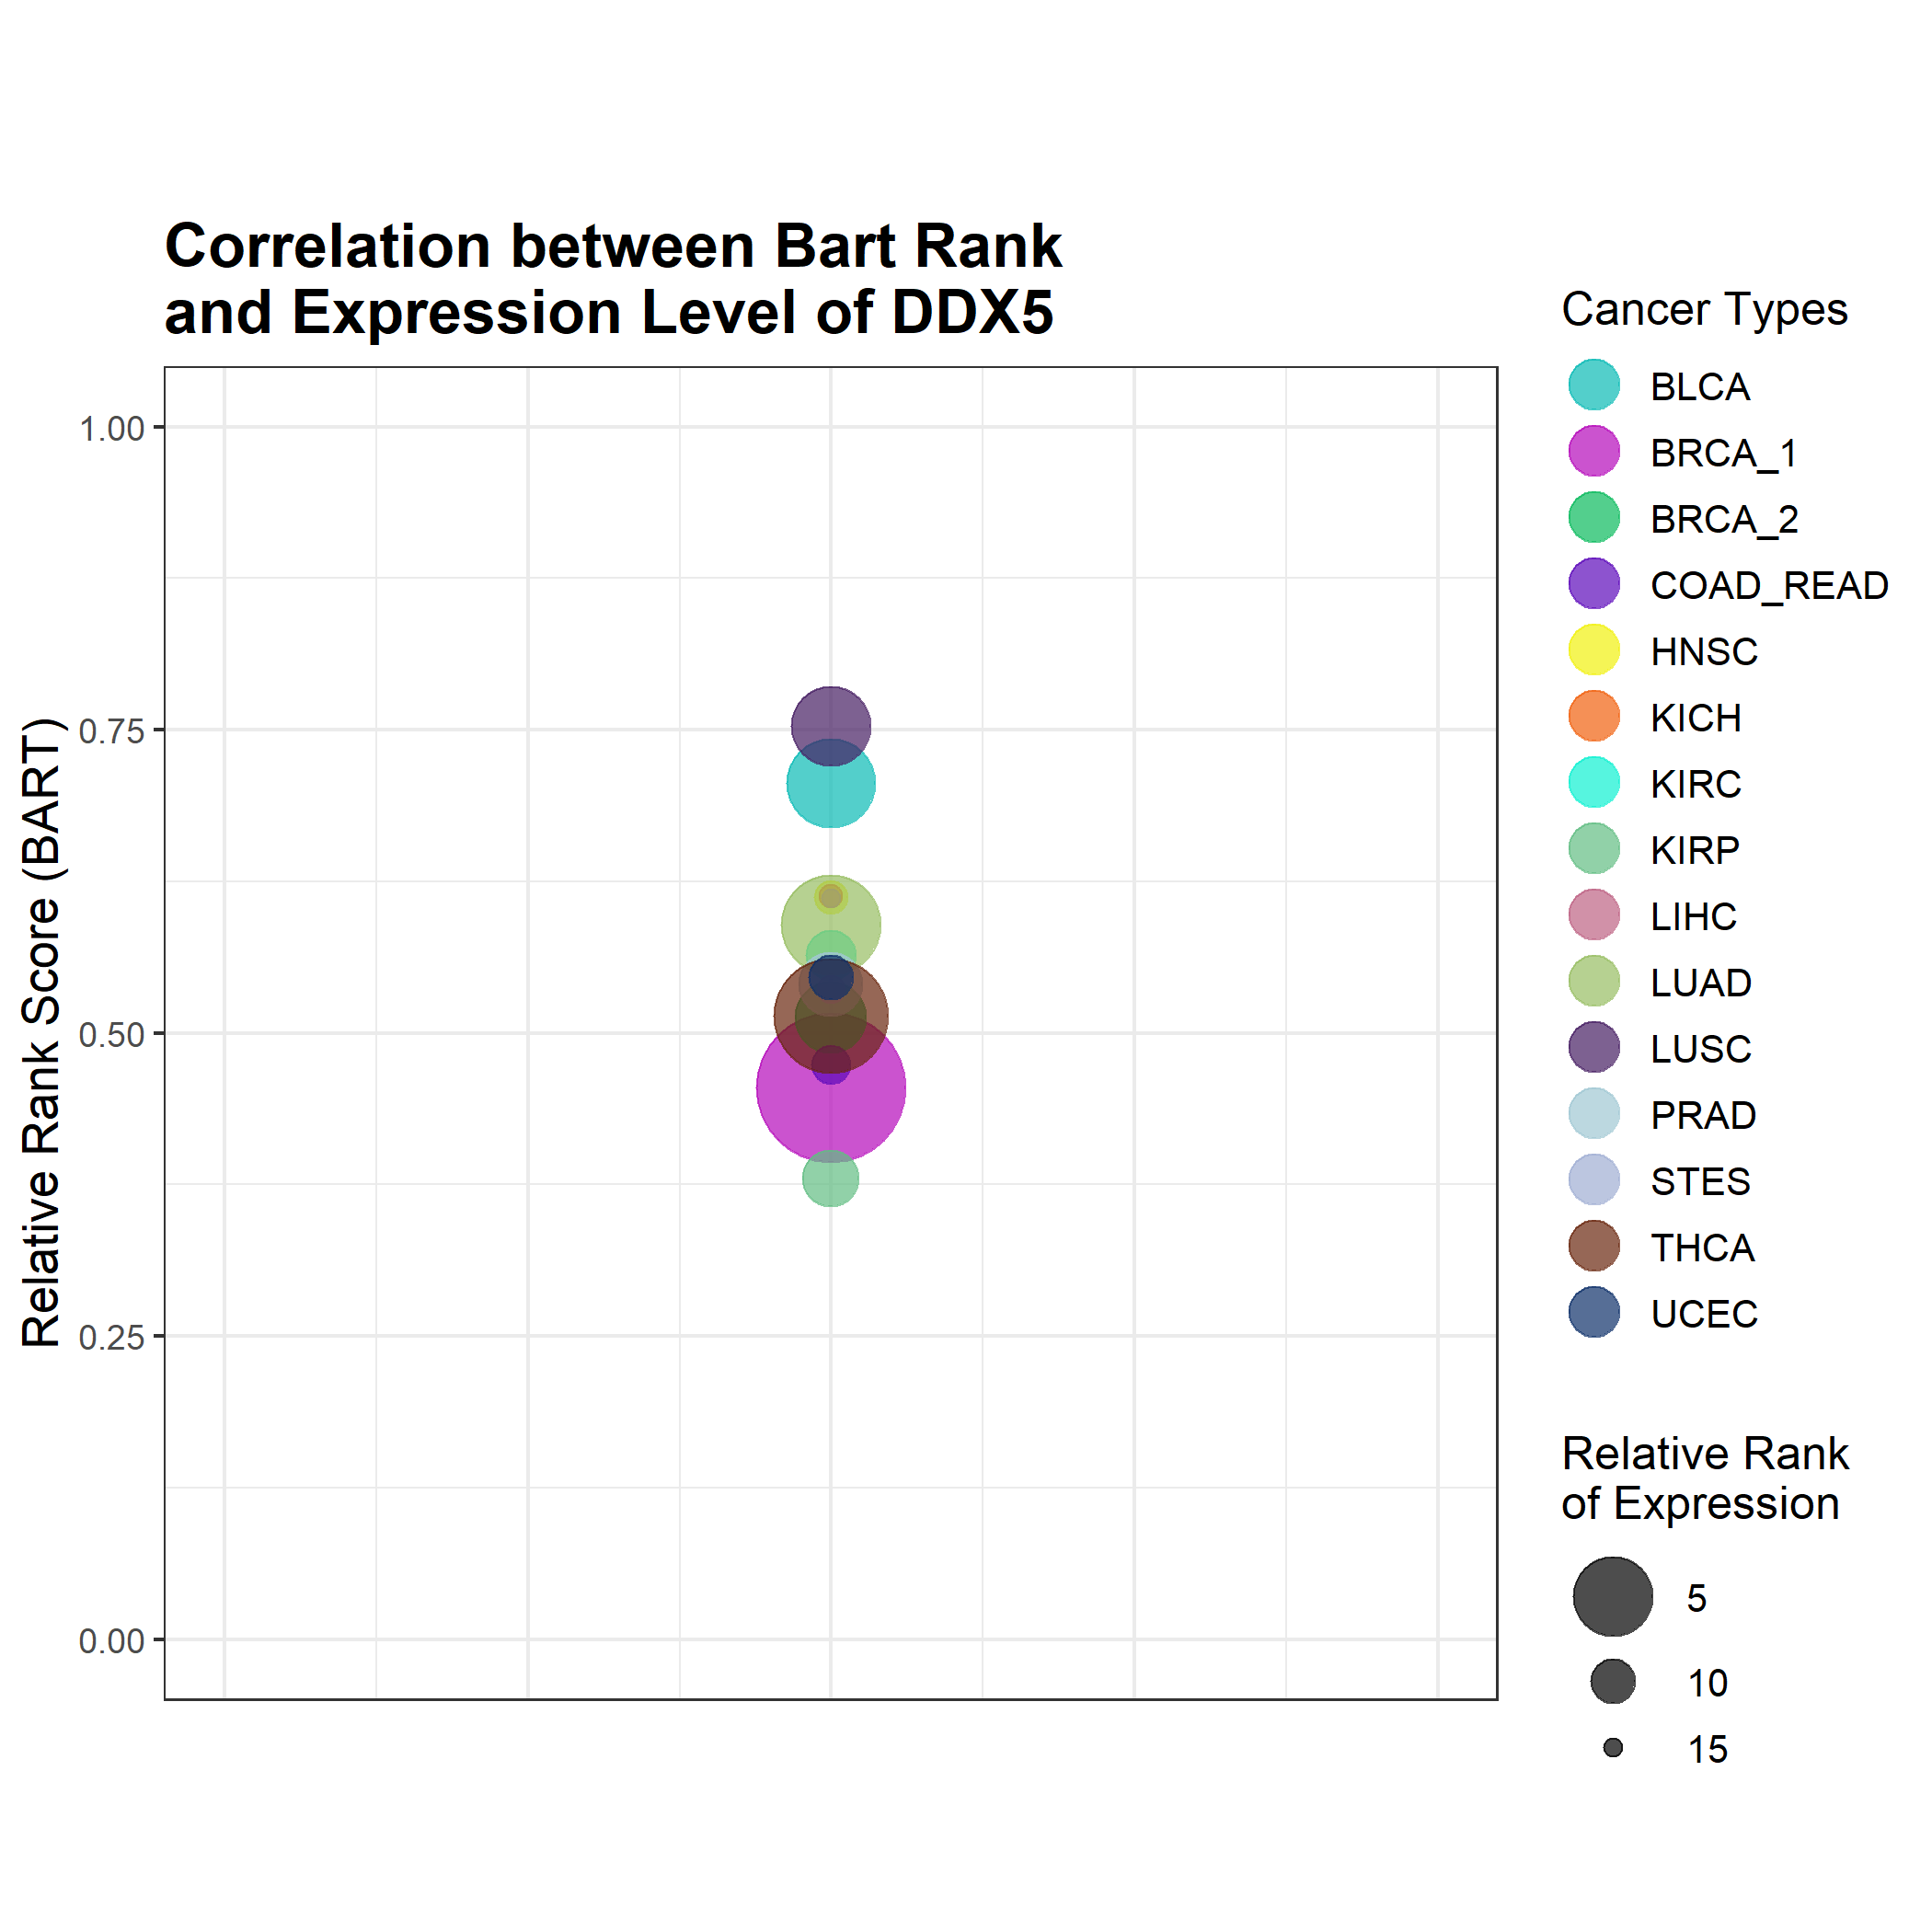 Correlation between Bart Rank
and Expression Level of DDX5
Relative Rank Score (BART)
1.00
0.75
0.50
0.25
0.00
Cancer Types
BLCA
BRCA_1
BRCA_2
COAD_READ
HNSC
KICH
KIRC
KIRP
LIHC
LUAD
LUSC
PRAD
STES
THCA
UCEC
Relative Rank
of Expression
5
10
15